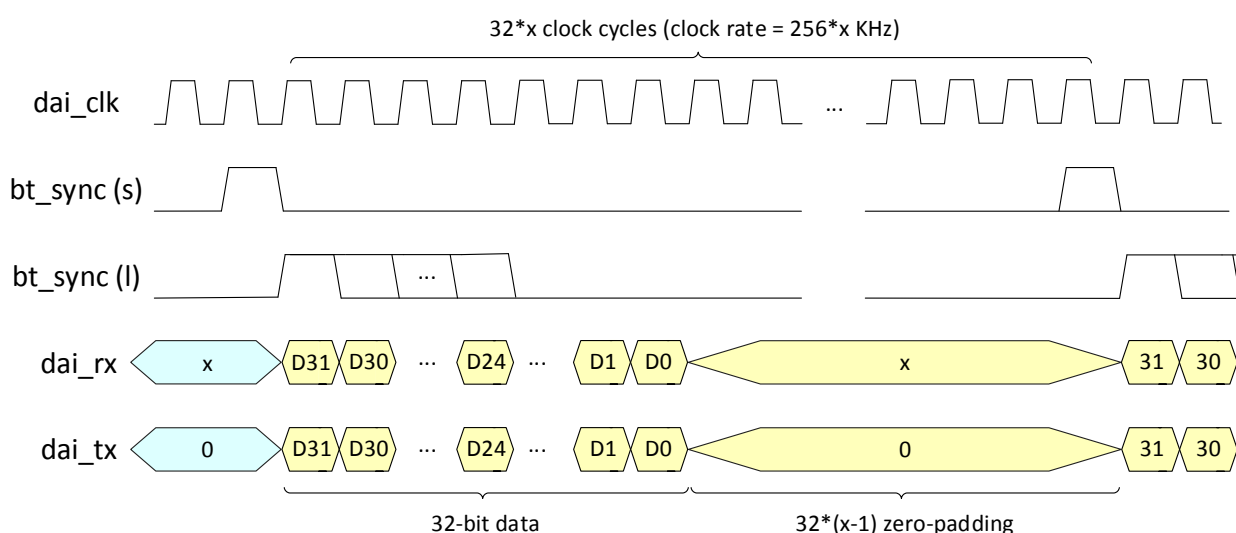 32*x clock cycles (clock rate = 256*x KHz)
dai_clk
...
bt_sync (s)
bt_sync (l)
...
dai_rx
x
D31
D30
...
D24
...
D1
D0
x
31
30
dai_tx
0
D31
D30
...
D24
...
D1
D0
0
31
30
32-bit data
32*(x-1) zero-padding